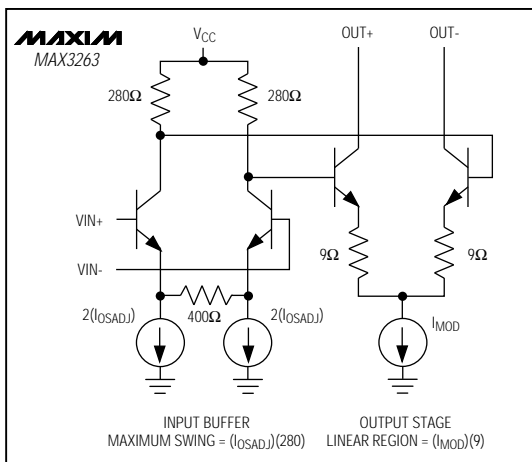 MAXIM
MAX3263
VCC
OUT+
OUT-
280Ω
280Ω
VIN+
VIN-
9Ω
9Ω
400Ω
2(IOSADJ)
2(IOSADJ)
IMOD
INPUT BUFFER
MAXIMUM SWING = (IOSADJ)(280)
OUTPUT STAGE
LINEAR REGION = (IMOD)(9)